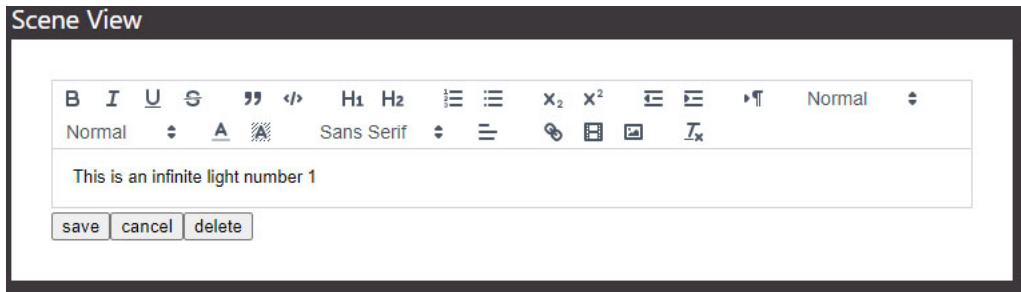 Scene View
B I U S ❞ </> H1 H2 X2 X² Normal
Normal A A Sans Serif Tx
This is an infinite light number 1
save cancel delete